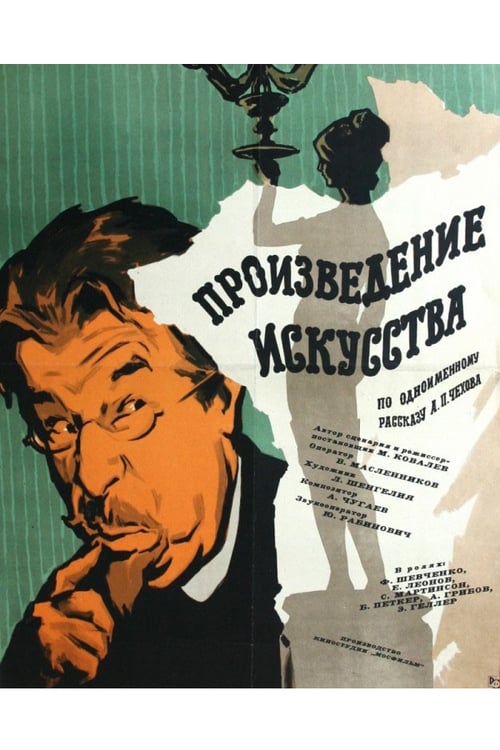 ПРОИЗВЕДЕНИЕ
ИСКУССТВА
ПО ОДНОИМЕННОМУ
РАССКАЗУ А.П.ЧЕХОВА
Автор сценария и режиссер-
постановщик М. КОВАЛЕВ
Оператор
В. МАСЛЕННИКОВ
Художник
Л. ШЕНГЕЛИЯ
Композитор
А. ЧУГАЕВ
Звукооператор
Ю. РАБИНОВИЧ
В ролях:
Ф. ШЕВЧЕНКО,
Е. ЛЕОНОВ,
С. МАРТИНСОН,
Б. ПЕТКЕР, А. ГРИБОВ,
Э. ГЕЛЛЕР
ПРОИЗВОДСТВО
КИНОСТУДИИ „МОСФИЛЬМ"